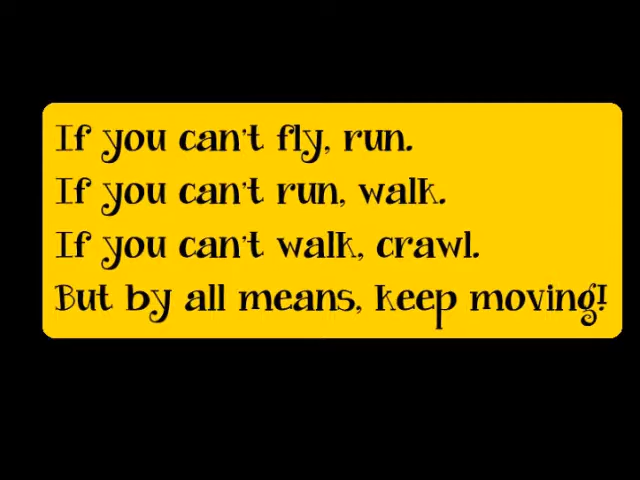 If you can't fly, run.
If you can't run, walk.
If you can't walk, crawl.
But by all means, keep moving!